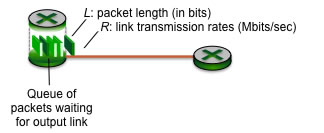 L: packet length (in bits)
R: link transmission rates (Mbits/sec)
Queue of
packets waiting
for output link